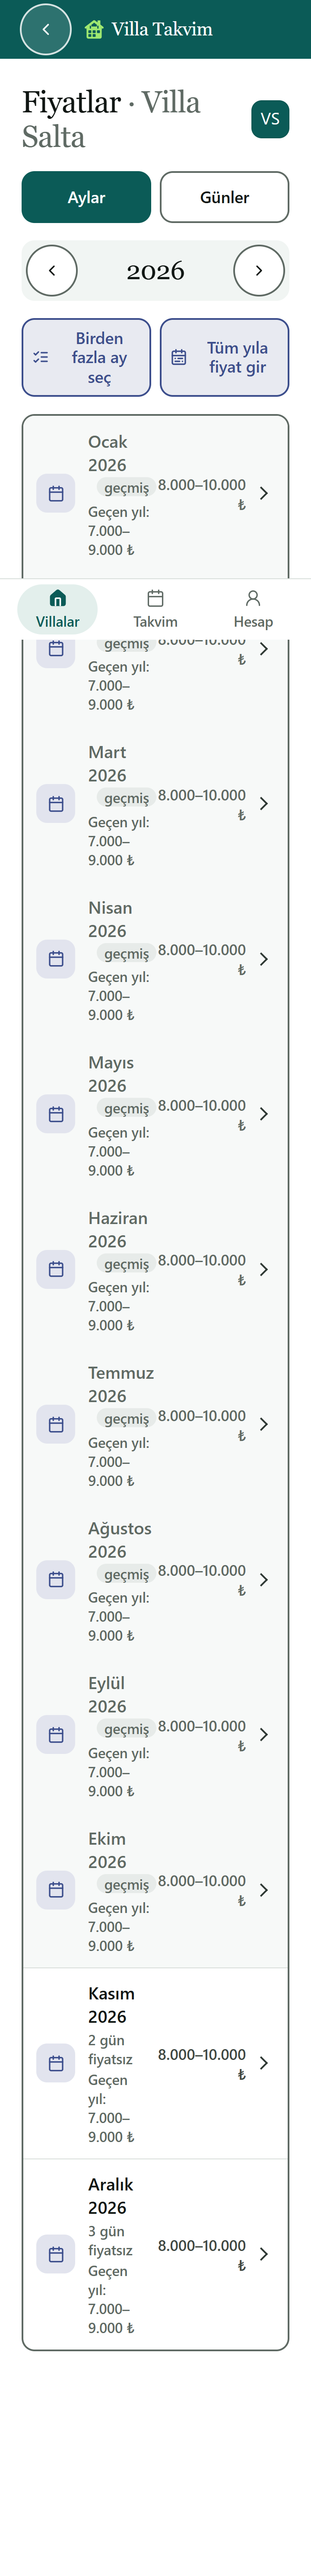 Villa Takvim
Fiyatlar · Villa
Salta
VS
Aylar
Günler
2026
Birden
fazla ay
seç
Tüm yıla
fiyat gir
Ocak
2026
geçmiş
8.000–10.000
₺
Geçen yıl:
7.000–
9.000 ₺
Villalar
Takvim
Hesap
geçmiş
8.000–10.000
₺
Geçen yıl:
7.000–
9.000 ₺
Mart
2026
geçmiş
8.000–10.000
₺
Geçen yıl:
7.000–
9.000 ₺
Nisan
2026
geçmiş
8.000–10.000
₺
Geçen yıl:
7.000–
9.000 ₺
Mayıs
2026
geçmiş
8.000–10.000
₺
Geçen yıl:
7.000–
9.000 ₺
Haziran
2026
geçmiş
8.000–10.000
₺
Geçen yıl:
7.000–
9.000 ₺
Temmuz
2026
geçmiş
8.000–10.000
₺
Geçen yıl:
7.000–
9.000 ₺
Ağustos
2026
geçmiş
8.000–10.000
₺
Geçen yıl:
7.000–
9.000 ₺
Eylül
2026
geçmiş
8.000–10.000
₺
Geçen yıl:
7.000–
9.000 ₺
Ekim
2026
geçmiş
8.000–10.000
₺
Geçen yıl:
7.000–
9.000 ₺
Kasım
2026
2 gün
fiyatsız
8.000–10.000
₺
Geçen
yıl:
7.000–
9.000 ₺
Aralık
2026
3 gün
fiyatsız
8.000–10.000
₺
Geçen
yıl:
7.000–
9.000 ₺